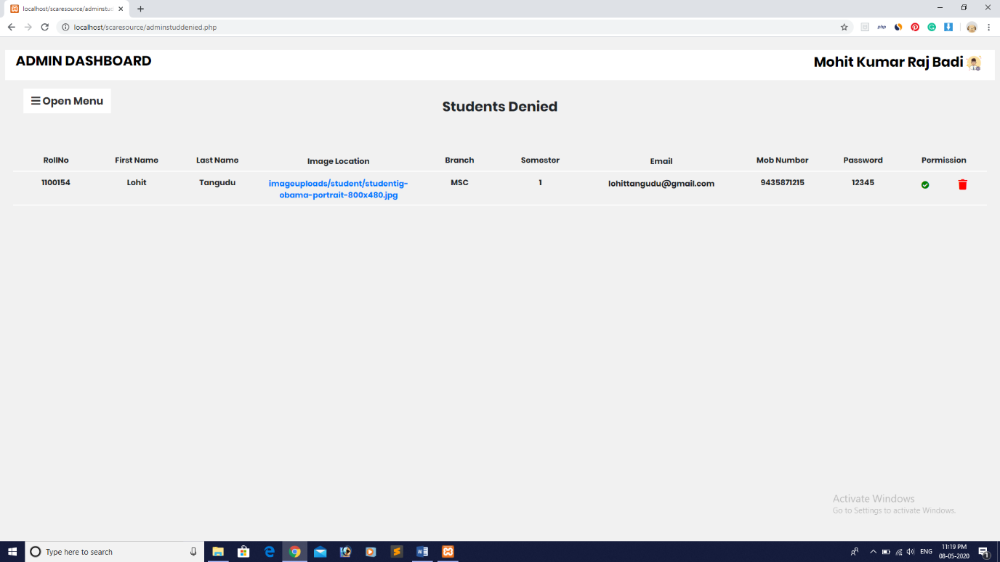 localhost/scaresource/adminstud
localhost/scaresource/adminstuddenied.php
php
ADMIN DASHBOARD
Mohit Kumar Raj Badi
Open Menu
Students Denied
RollNo First Name Last Name Image Location Branch Semester Email Mob Number Password Permission
1100154 Lohit Tangudu imageuploads/student/studentig- MSC 1 lohittangudu@gmail.com 9435871215 12345
obama-portrait-800x480.jpg
Activate Windows
Go to Settings to activate Windows.
Type here to search
ENG
11:19 PM
08-05-2020
1